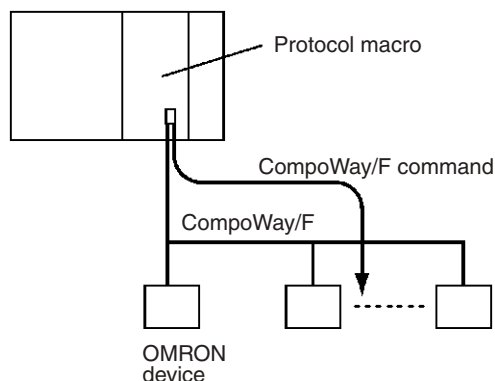 Protocol macro
CompoWay/F command
CompoWay/F
OMRON
device